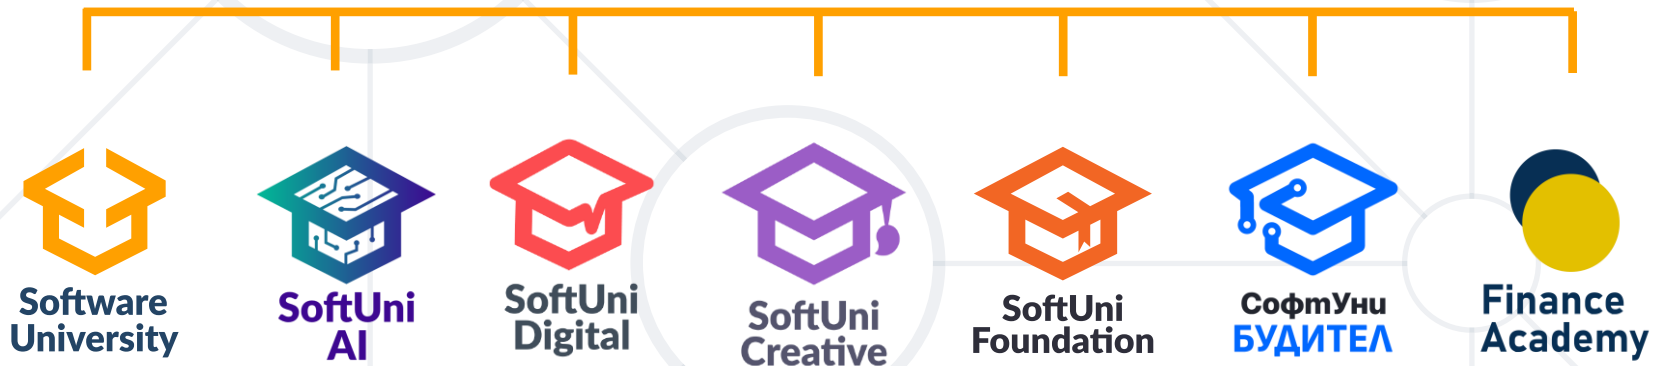 Software
University
SoftUni
AI
SoftUni
Digital
SoftUni
Creative
SoftUni
Foundation
СофтУни
БУДИТЕЛ
Finance
Academy